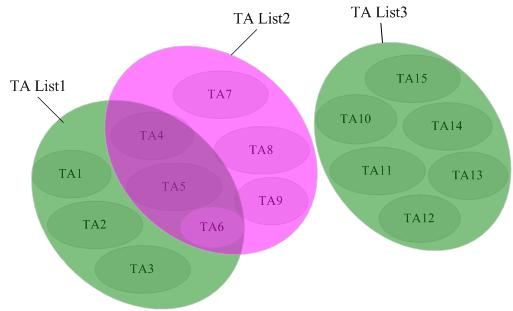 TA List1
TA List2
TA List3
TA1
TA2
TA3
TA4
TA5
TA6
TA7
TA8
TA9
TA10
TA11
TA12
TA13
TA14
TA15